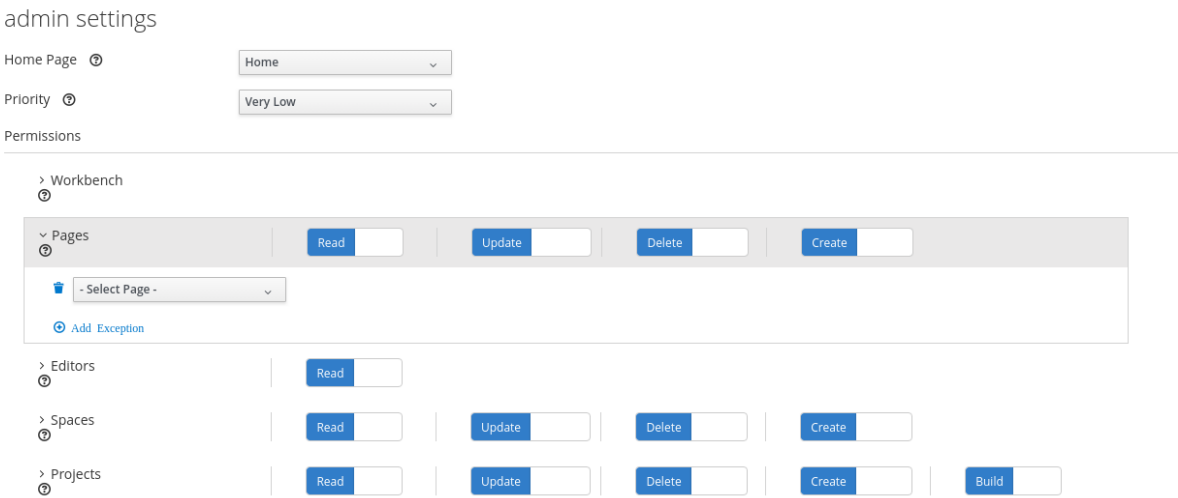 admin settings
Home Page
Home
Priority
Very Low
Permissions
Workbench
Pages Read Update Delete Create
- Select Page -
Add Exception
Editors Read
Spaces Read Update Delete Create
Projects Read Update Delete Create Build